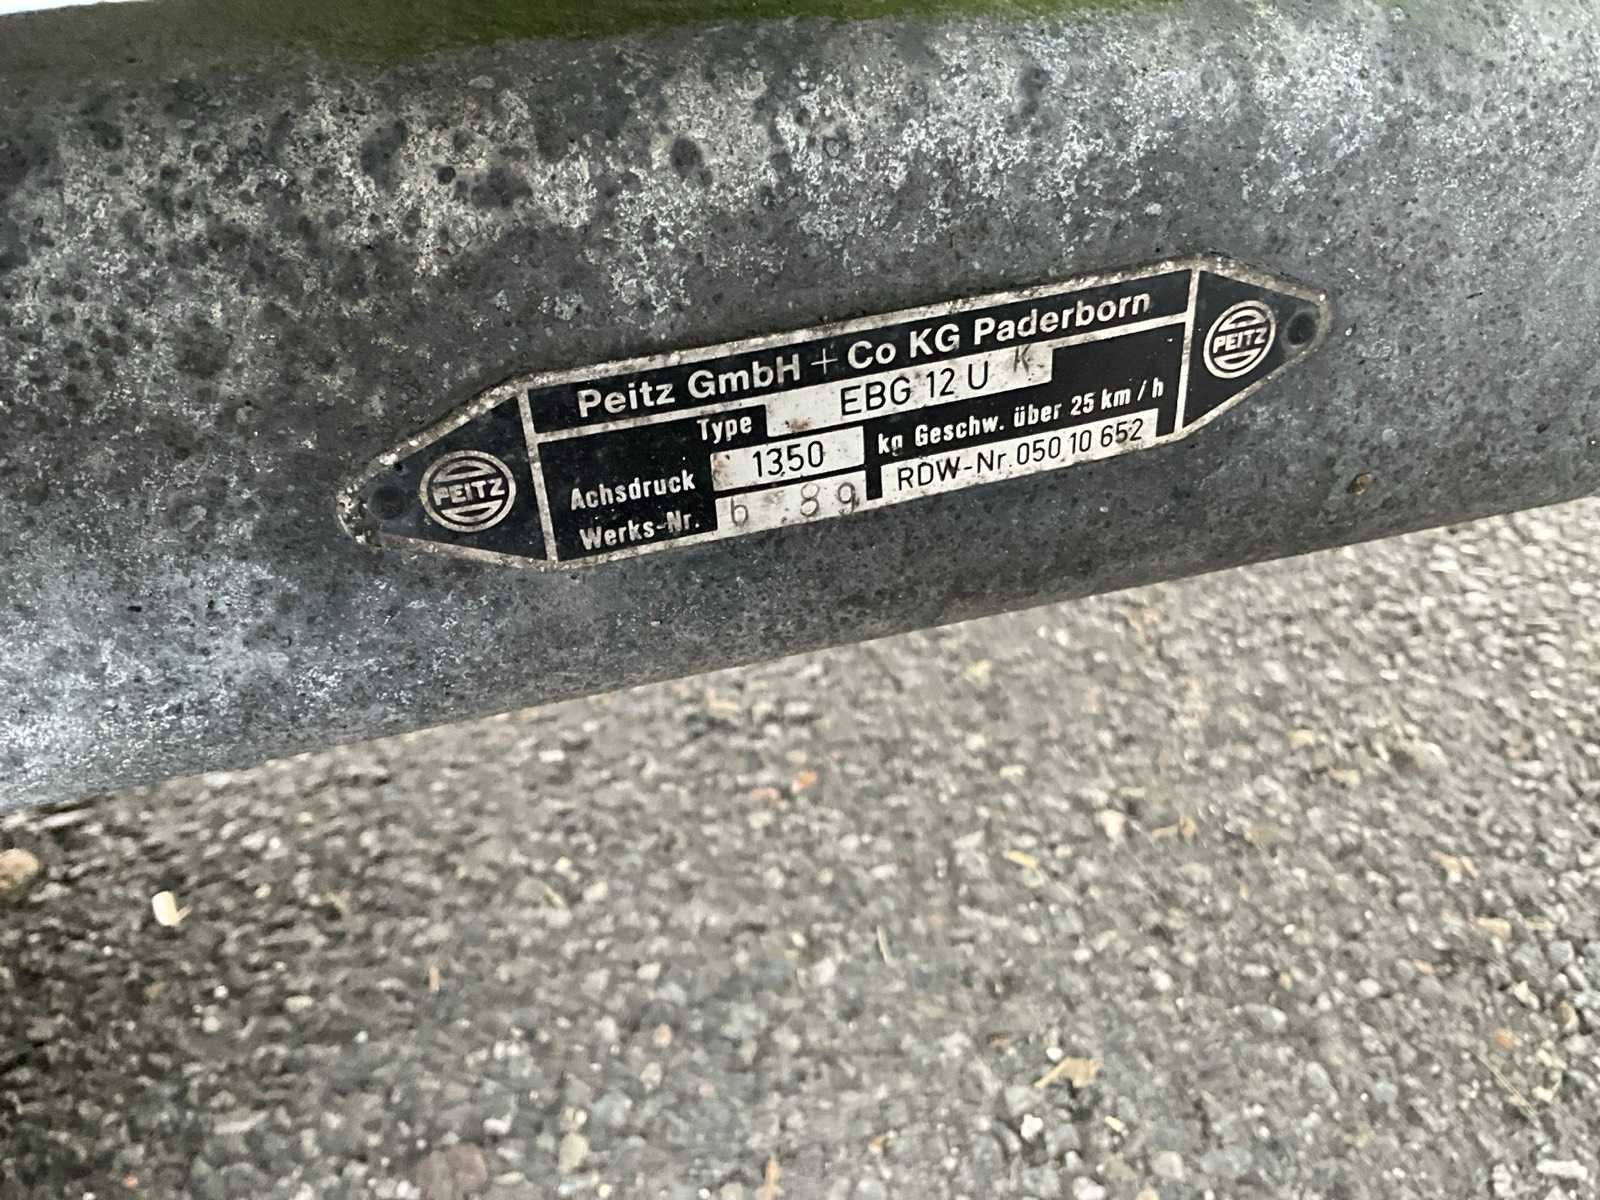 Peitz GmbH + Co KG Paderborn
Type EBG 12 U K
Achsdruck 1350 kg Geschw. über 25 km/h
Werks-Nr. 6 .89 RDW-Nr. 050 10 652
PEITZ
PEITZ